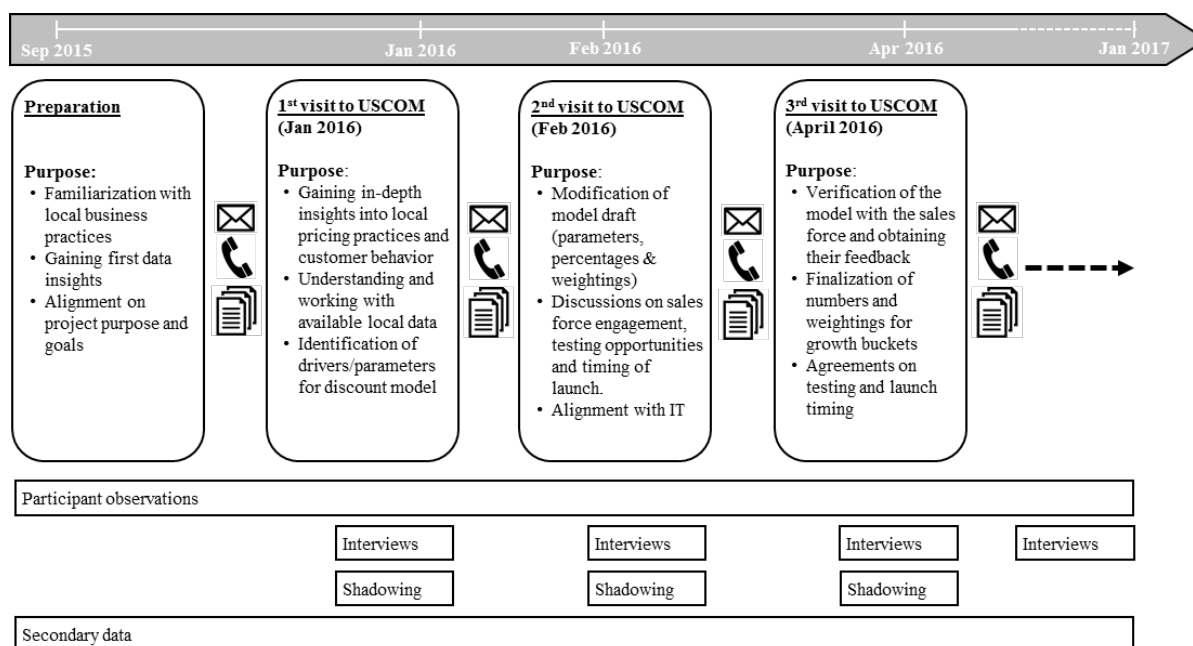 Sep 2015
Jan 2016
Feb 2016
Apr 2016
Jan 2017
Preparation
Purpose:
• Familiarization with
local business
practices
• Gaining first data
insights
• Alignment on
project purpose and
goals
1st visit to USCOM
(Jan 2016)
Purpose:
• Gaining in-depth
insights into local
pricing practices and
customer behavior
• Understanding and
working with
available local data
• Identification of
drivers/parameters
for discount model
2nd visit to USCOM
(Feb 2016)
Purpose:
• Modification of
model draft
(parameters,
percentages &
weightings)
• Discussions on sales
force engagement,
testing opportunities
and timing of
launch.
• Alignment with IT
3rd visit to USCOM
(April 2016)
Purpose:
• Verification of the
model with the sales
force and obtaining
their feedback
• Finalization of
numbers and
weightings for
growth buckets
• Agreements on
testing and launch
timing
Participant observations
Interviews
Interviews
Interviews
Interviews
Shadowing
Shadowing
Shadowing
Secondary data